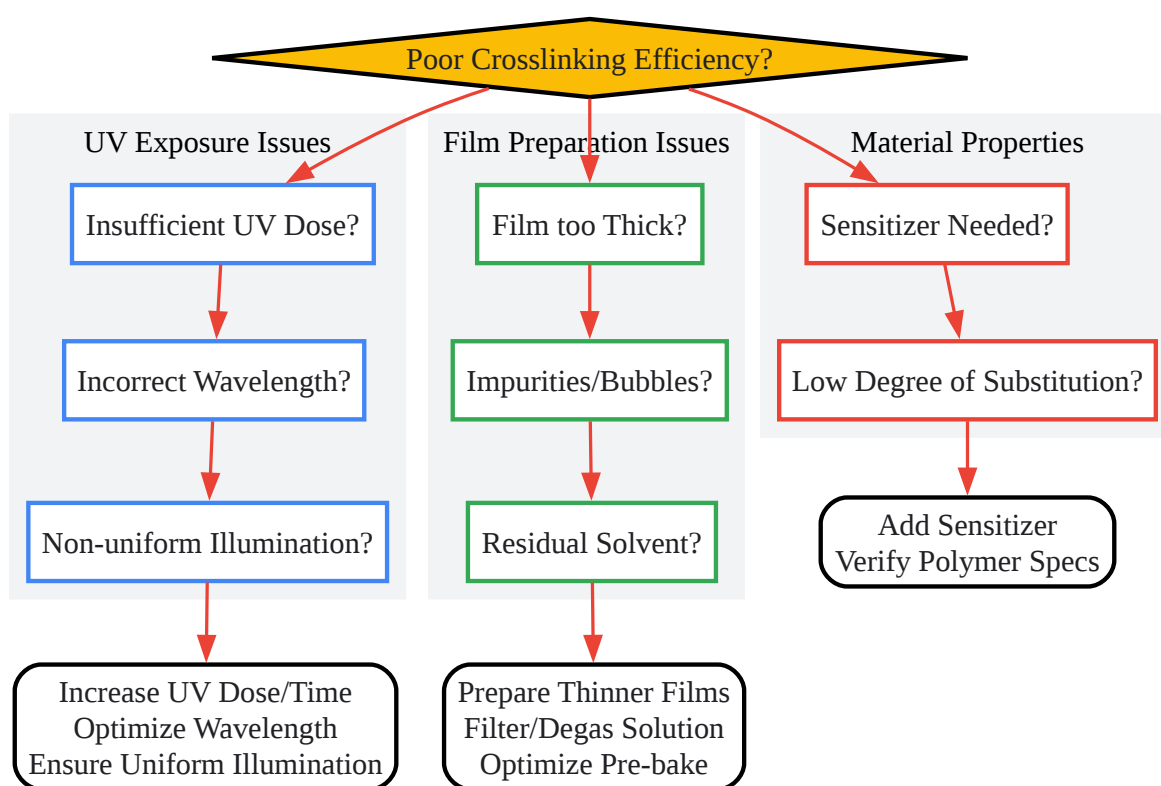 Poor Crosslinking Efficiency?
UV Exposure Issues
Insufficient UV Dose?
Incorrect Wavelength?
Non-uniform Illumination?
Increase UV Dose/Time
Optimize Wavelength
Ensure Uniform Illumination
Film Preparation Issues
Film too Thick?
Impurities/Bubbles?
Residual Solvent?
Prepare Thinner Films
Filter/Degas Solution
Optimize Pre-bake
Material Properties
Sensitizer Needed?
Low Degree of Substitution?
Add Sensitizer
Verify Polymer Specs